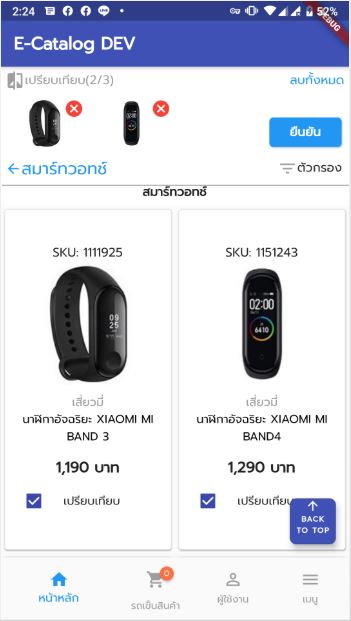 2:24 52%
DEBUG
E-Catalog DEV
เปรียบเทียบ(2/3) ลบทั้งหมด
ยืนยัน
สมาร์ทวอทช์ ตัวกรอง
สมาร์ทวอทช์
SKU: 1111925
09
25
เสี่ยวมี่
นาฬิกาอัจฉริยะ XIAOMI MI
BAND 3
1,190 บาท
เปรียบเทียบ
SKU: 1151243
02:00
6410
เสี่ยวมี่
นาฬิกาอัจฉริยะ XIAOMI MI
BAND4
1,290 บาท
เปรียบเทียบ
BACK
TO TOP
หน้าหลัก
0
รถเข็นสินค้า
ผู้ใช้งาน
เมนู